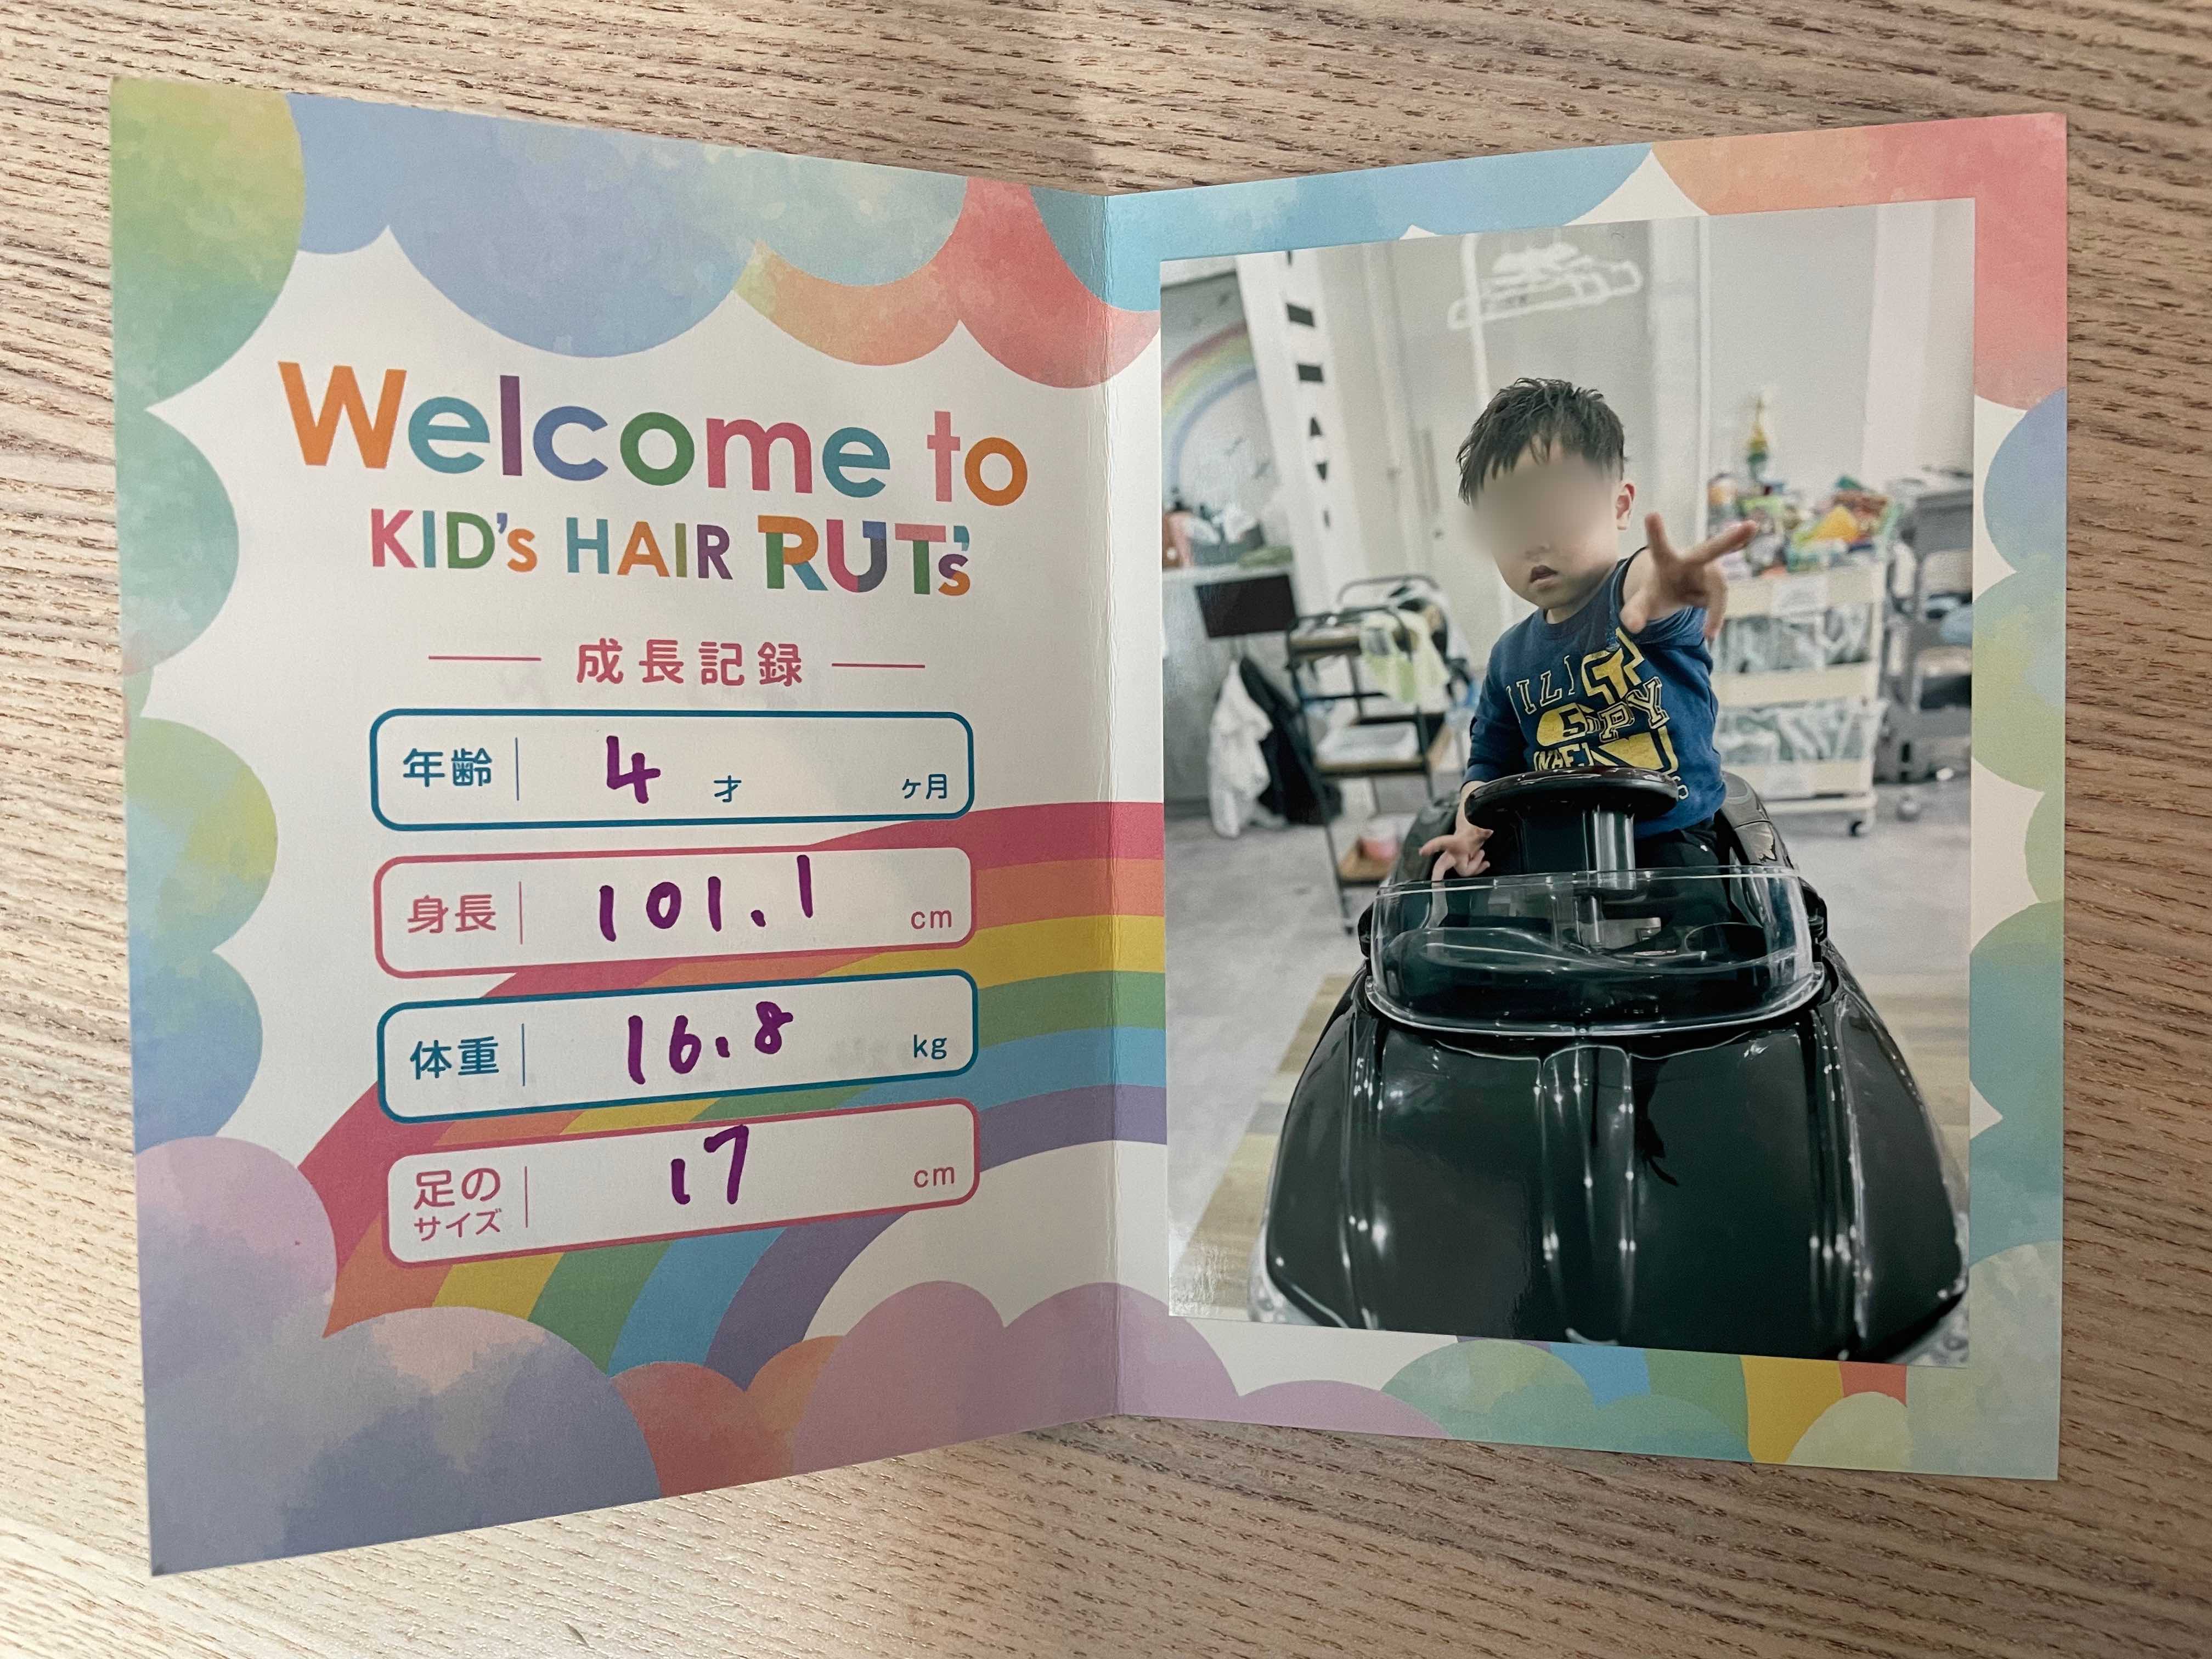 Welcome to
KID's HAIR RUT's
成長記録
年齢 4 才 ヶ月
身長 101.1 cm
体重 16.8 kg
足の
サイズ 17 cm